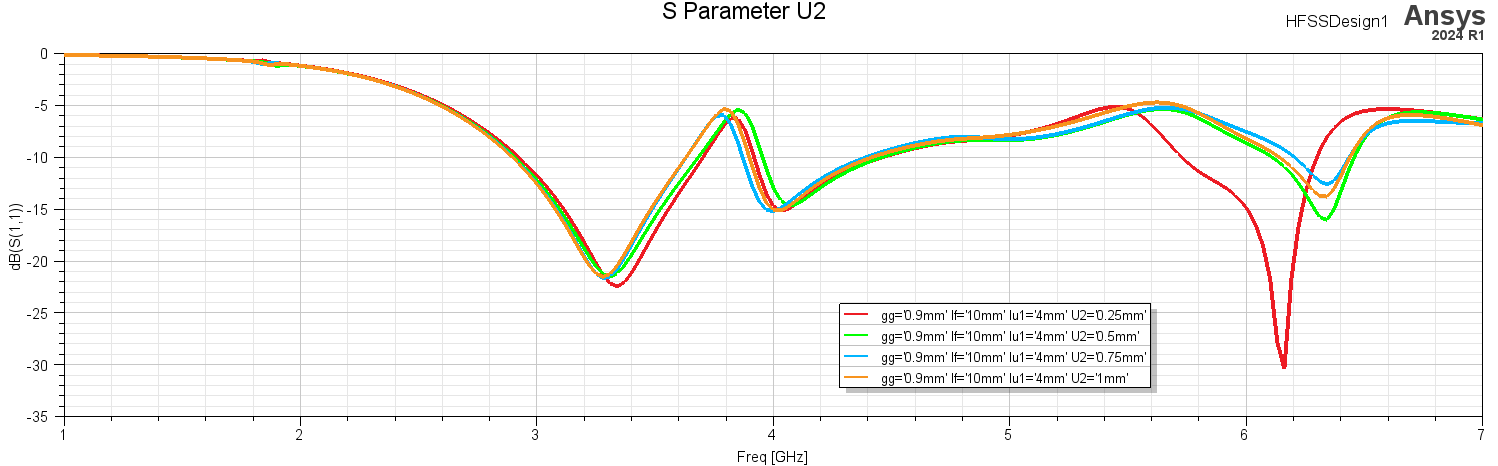 S Parameter U2
HFSSDesign1
Ansys
2024 R1
0
-5
-10
-15
-20
-25
-30
-35
dB(S(1,1))
gg='0.9mm' lf='10mm' lu1='4mm' U2='0.25mm'
gg='0.9mm' lf='10mm' lu1='4mm' U2='0.5mm'
gg='0.9mm' lf='10mm' lu1='4mm' U2='0.75mm'
gg='0.9mm' lf='10mm' lu1='4mm' U2='1mm'
1 2 3 4 5 6 7
Freq [GHz]